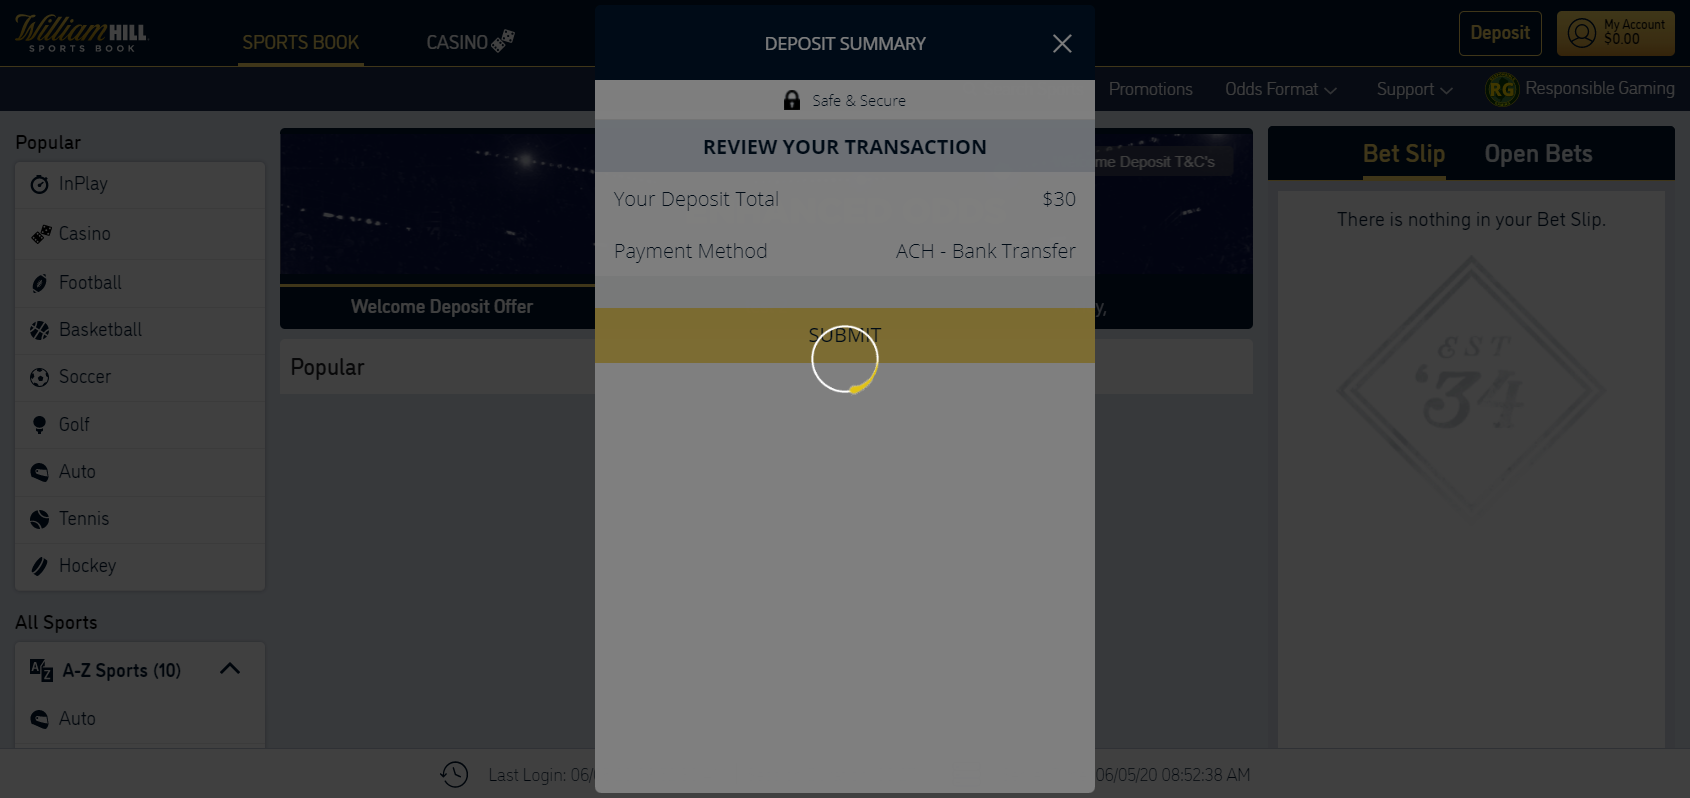 William HILL
SPORTS BOOK
SPORTS BOOK
CASINO
DEPOSIT SUMMARY
Deposit
My Account
$0.00
Promotions
Odds Format
Support
RG
Responsible Gaming
Safe & Secure
REVIEW YOUR TRANSACTION
Your Deposit Total
$30
Payment Method
ACH - Bank Transfer
SUBMIT
Popular
InPlay
Casino
Football
Basketball
Soccer
Golf
Auto
Tennis
Hockey
All Sports
A-Z Sports (10)
Auto
Welcome Deposit Offer
Deposit T&C's
Popular
Bet Slip
Open Bets
There is nothing in your Bet Slip.
EST
‘34
Last Login:
06/05/20 08:52:38 AM